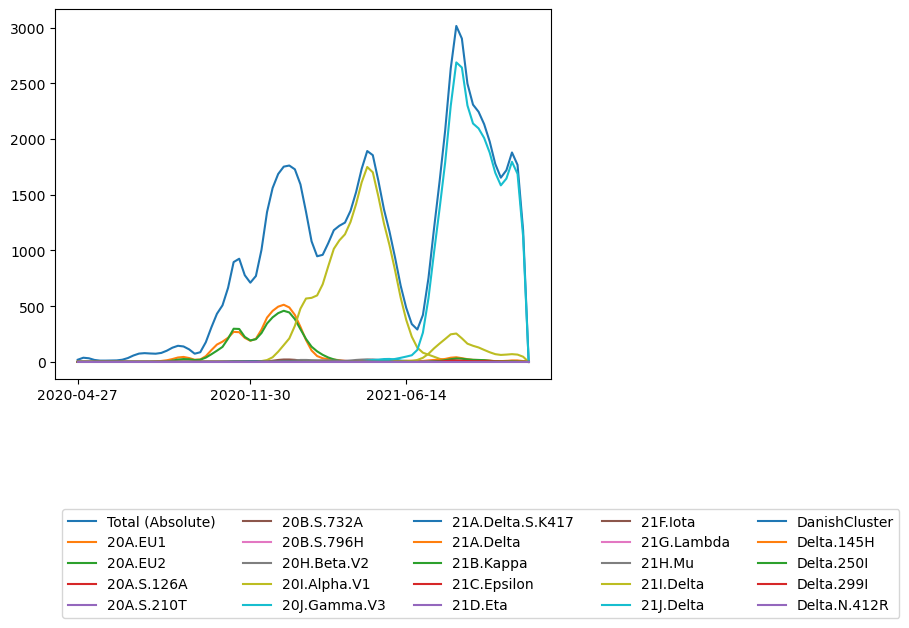 3000
2500
2000
1500
1000
500
0
2020-04-27 2020-11-30 2021-06-14
Total (Absolute) 20B.S.732A 21A.Delta.S.K417 21F.Iota DanishCluster
20A.EU1 20B.S.796H 21A.Delta 21G.Lambda Delta.145H
20A.EU2 20H.Beta.V2 21B.Kappa 21H.Mu Delta.250I
20A.S.126A 20I.Alpha.V1 21C.Epsilon 21I.Delta Delta.299I
20A.S.210T 20J.Gamma.V3 21D.Eta 21J.Delta Delta.N.412R